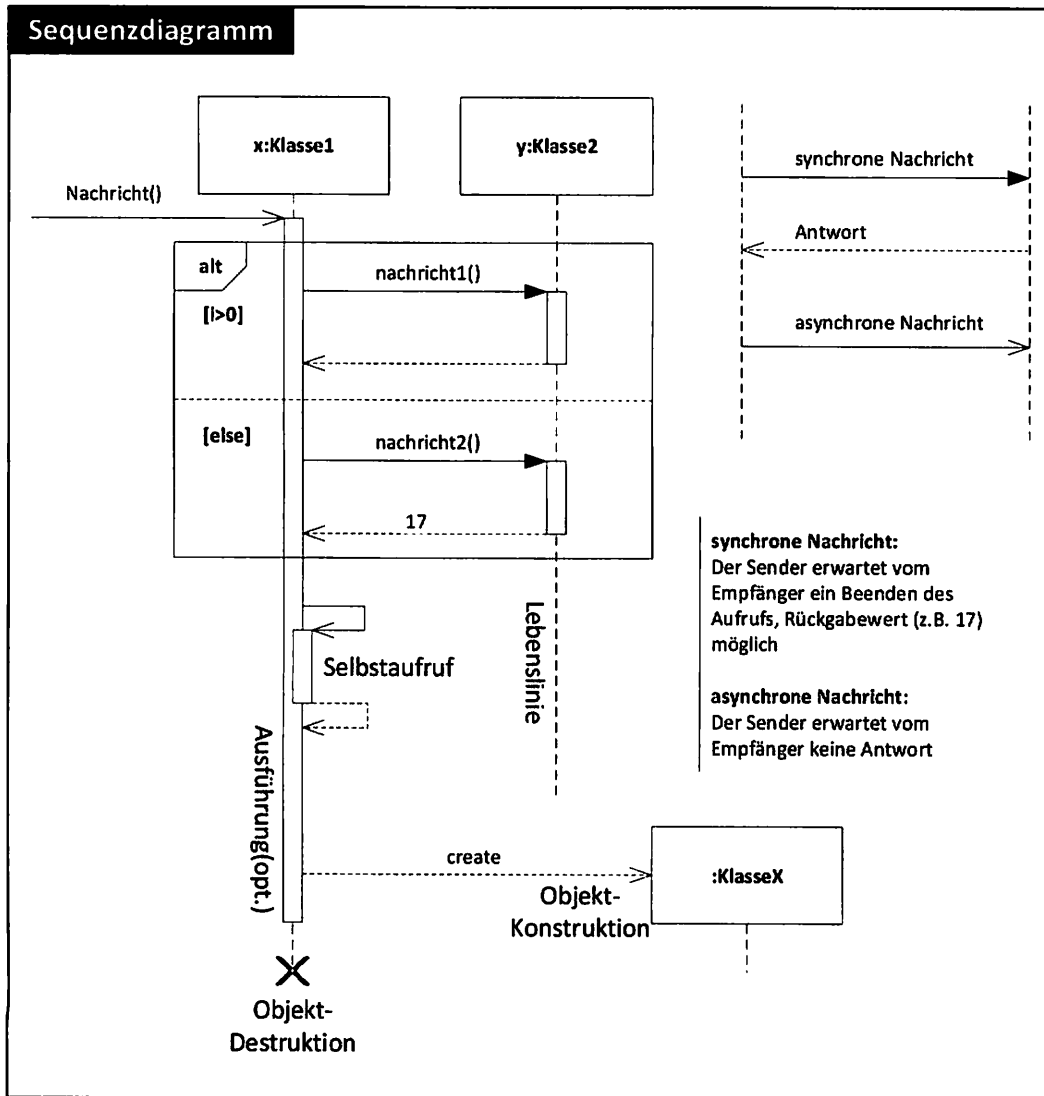 Sequenzdiagramm
x:Klasse1
y:Klasse2
Nachricht()
alt
[i>0]
nachricht1()
[else]
nachricht2()
17
Selbstaufruf
Lebenslinie
Ausführung(opt.)
create
Objekt-
Konstruktion
:KlasseX
Objekt-
Destruktion
synchrone Nachricht
Antwort
asynchrone Nachricht
synchrone Nachricht:
Der Sender erwartet vom
Empfänger ein Beenden des
Aufrufs, Rückgabewert (z.B. 17)
möglich
asynchrone Nachricht:
Der Sender erwartet vom
Empfänger keine Antwort